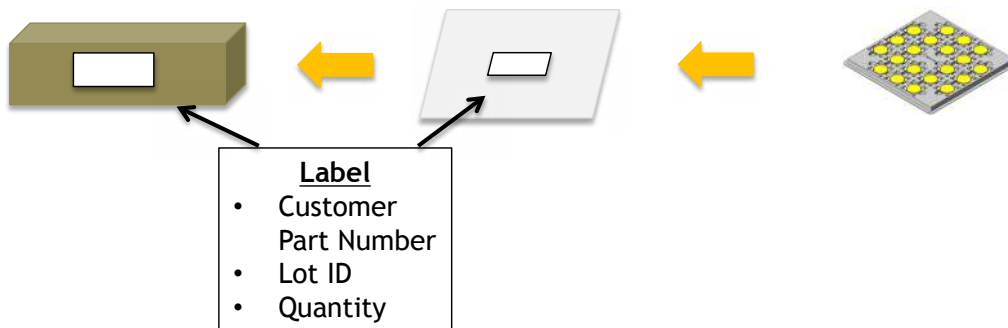 Label
• Customer
Part Number
• Lot ID
• Quantity